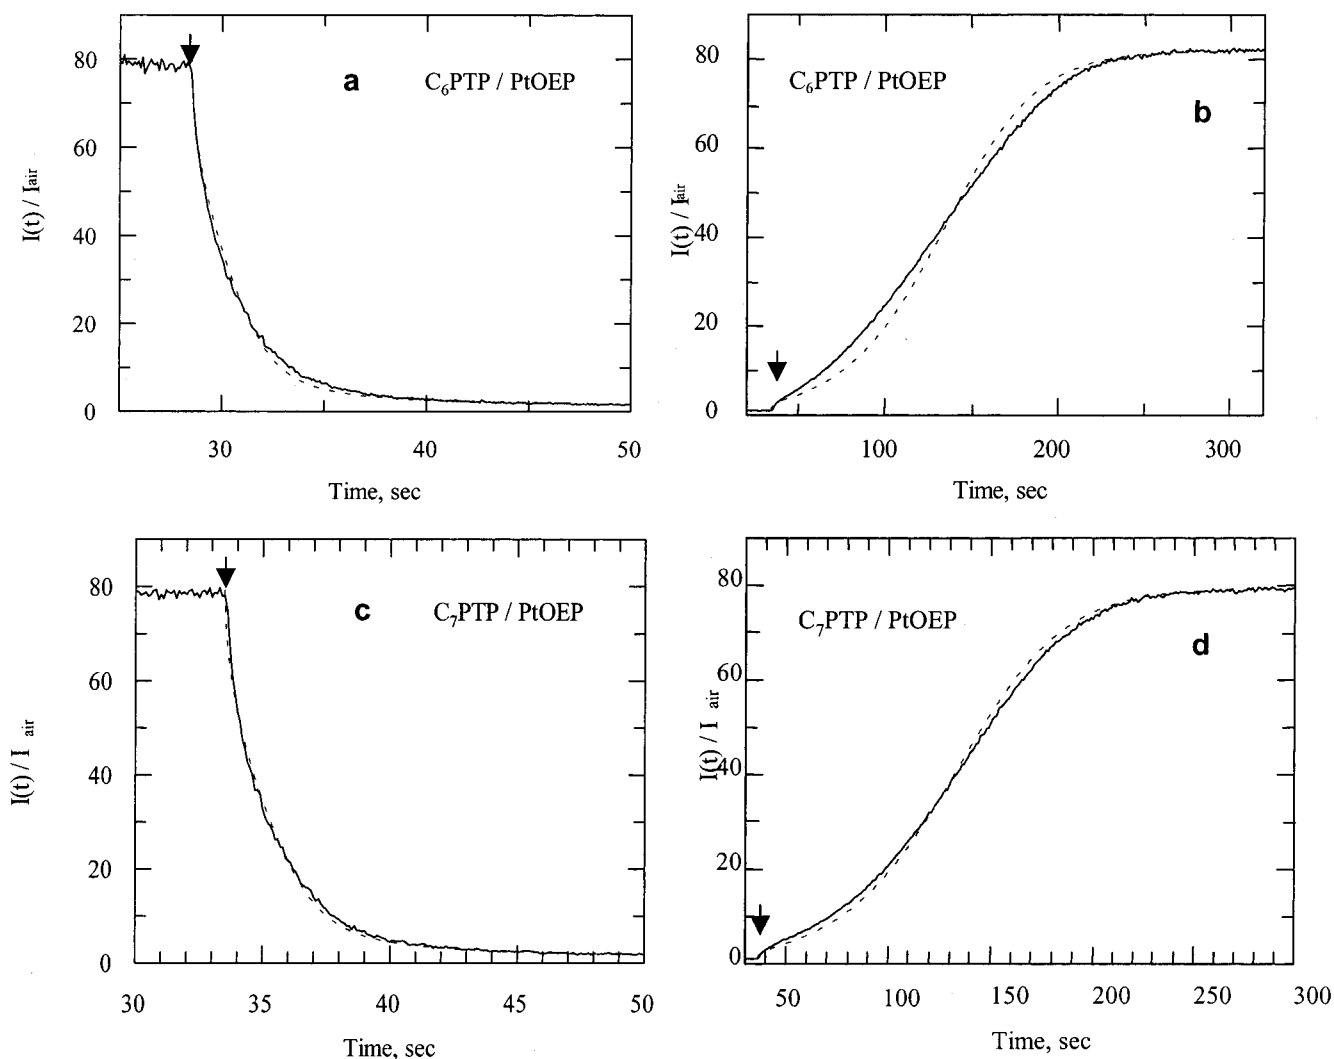 80
60
40
20
0
30
40
50
I(t) / Iair
Time, sec
a
C6PTP / PtOEP
80
60
40
20
0
100
200
300
I(t) / Iair
Time, sec
C6PTP / PtOEP
b
80
60
40
20
0
30
35
40
45
50
I(t) / I air
Time, sec
c
C7PTP / PtOEP
80
60
40
20
0
50
100
150
200
250
300
I(t) / I air
Time, sec
C7PTP / PtOEP
d